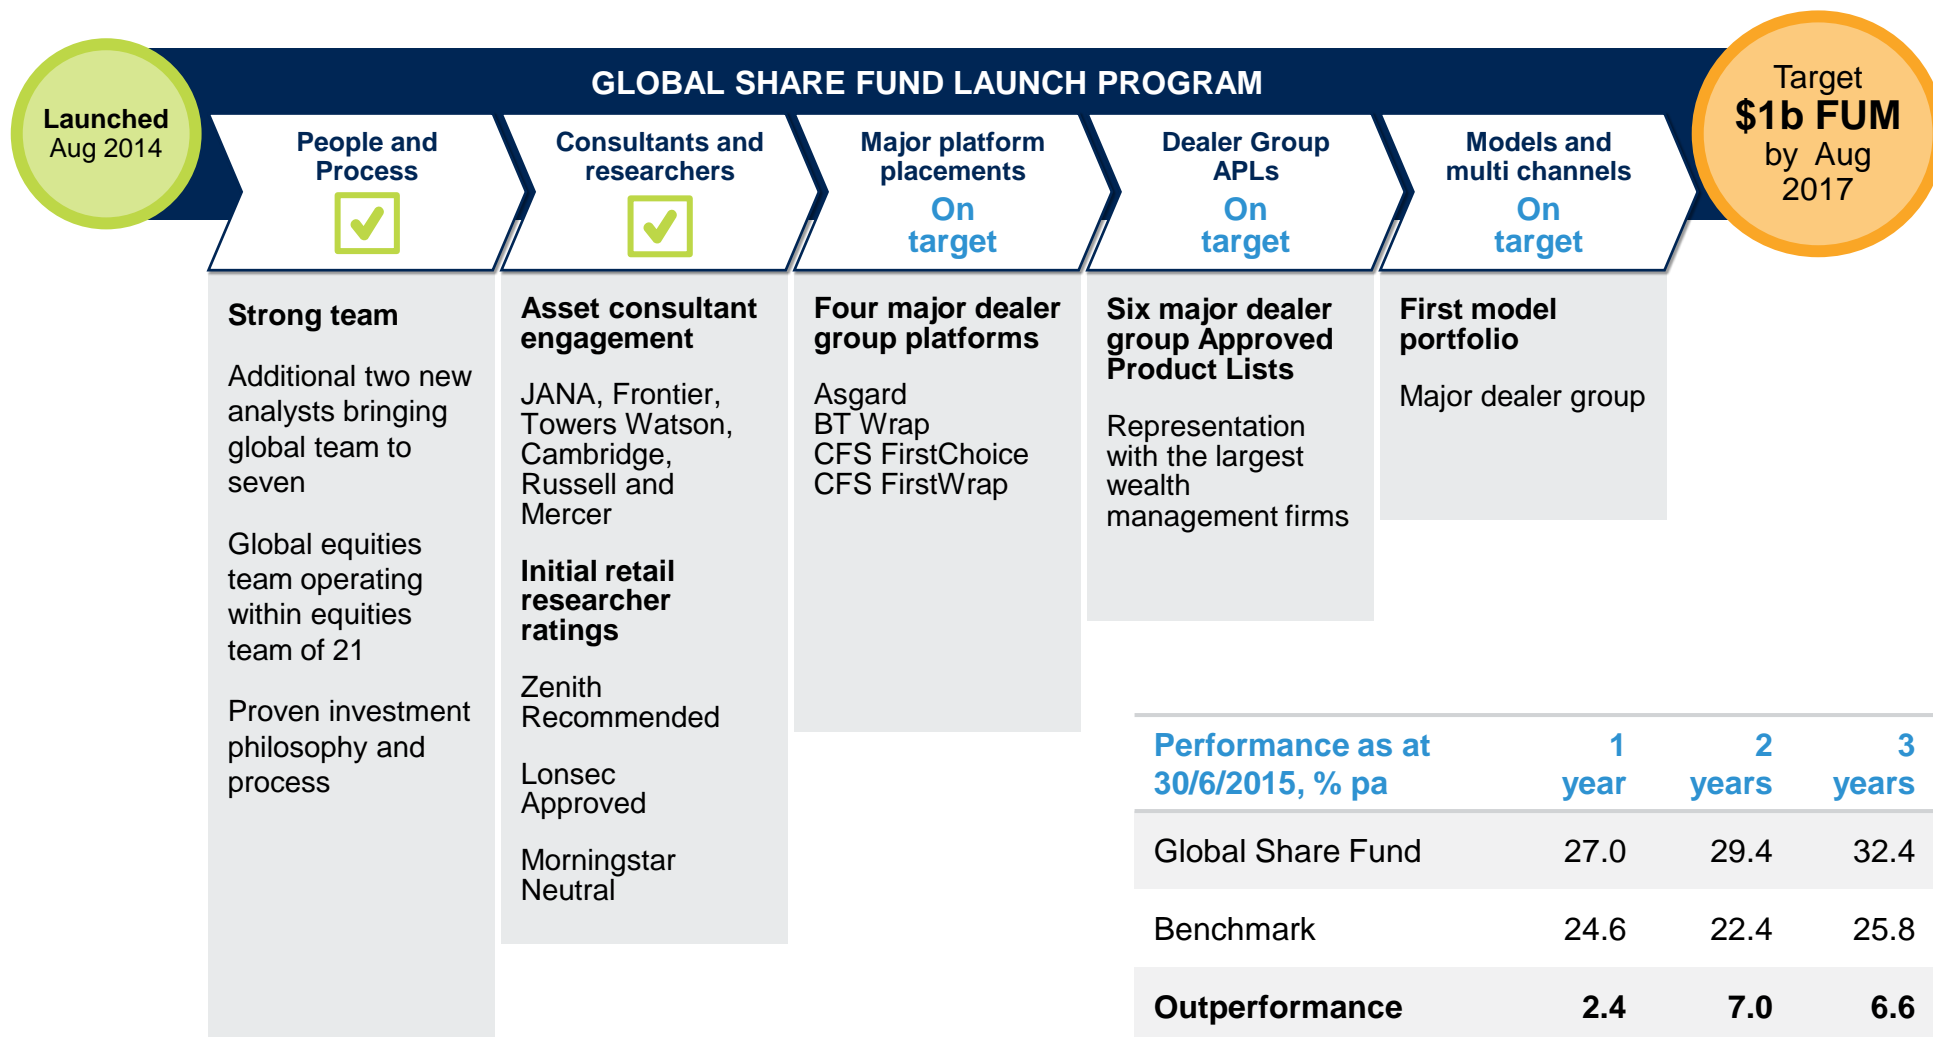 GLOBAL SHARE FUND LAUNCH PROGRAM
Launched
Aug 2014
Target
$1b FUM
by Aug
2017
People and
Process
Consultants and
researchers
Major platform
placements
On
target
Dealer Group
APLs
On
target
Models and
multi channels
On
target
Strong team
Additional two new
analysts bringing
global team to
seven
Global equities
team operating
within equities
team of 21
Proven investment
philosophy and
process
Asset consultant
engagement
JANA, Frontier,
Towers Watson,
Cambridge,
Russell and
Mercer
Initial retail
researcher
ratings
Zenith
Recommended
Lonsec
Approved
Morningstar
Neutral
Four major dealer
group platforms
Asgard
BT Wrap
CFS FirstChoice
CFS FirstWrap
Six major dealer
group Approved
Product Lists
Representation
with the largest
wealth
management firms
First model
portfolio
Major dealer group
Performance as at 1 2 3
30/6/2015, % pa year years years
Global Share Fund 27.0 29.4 32.4
Benchmark 24.6 22.4 25.8
Outperformance 2.4 7.0 6.6